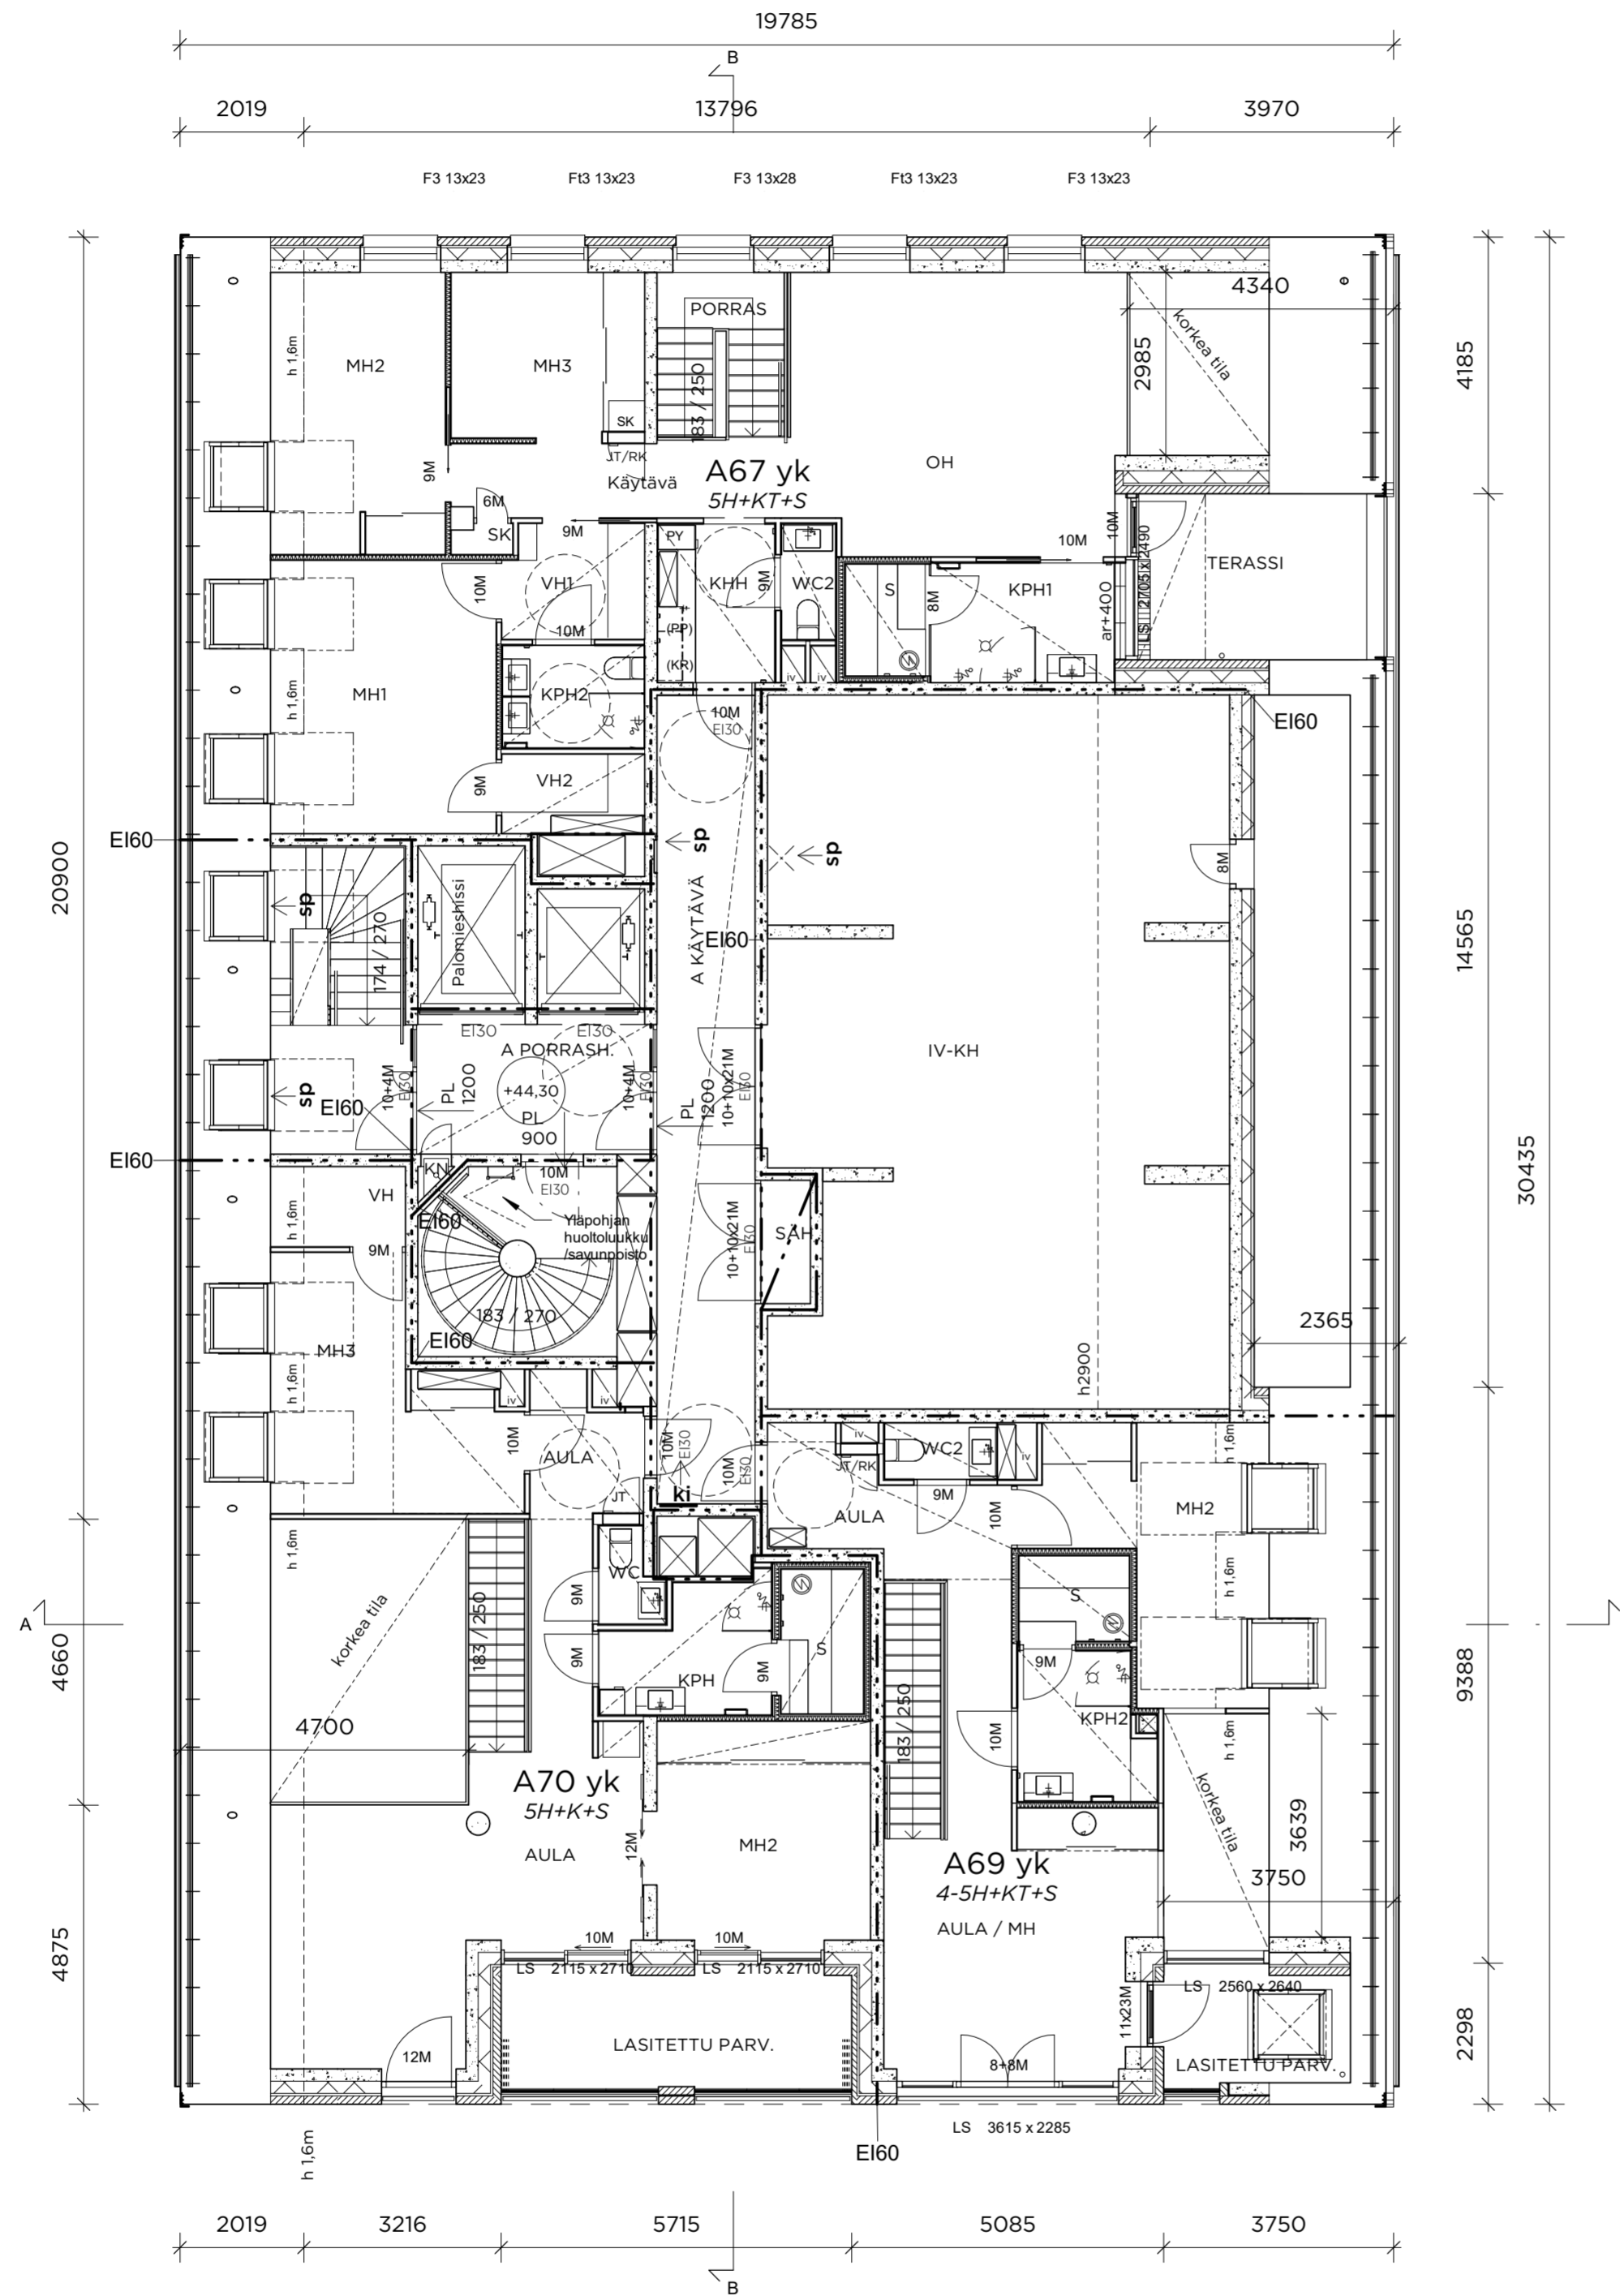 19785
B
2019
13796
3970
F3 13x23
Ft3 13x23
F3 13x28
Ft3 13x23
F3 13x23
PORRAS
4340
korkea tila
h 1,6m
MH2
MH3
183 / 250
2985
4185
SK
JT/RK
Käytävä
A67 yk
5H+KT+S
OH
9M
6M
SK
9M
PY
10M
10M
LS 2705 x 2490
TERASSI
10M
VH1
KHH
9M
WC2
S
8M
KPH1
ar+400
10M
(PP)
(KR)
iv
iv
h 1,6m
MH1
KPH2
10M
EI30
EI60
9M
VH2
EI60
sp
sp
8M
20900
sp
174 / 270
Palomieshissi
A KÄYTÄVÄ
EI60
14565
EI30
EI30
A PORRASH.
IV-KH
sp
EI60
10+4M
EI30
PL
1200
+44,30
PL
900
10+4M
EI30
PL
1200
10+10x21M
EI30
30435
EI60
KN
10M
EI30
VH
h 1,6m
EI60
Yläpohjan
huoltoluukku
/savunpoisto
10+10x21M
EI30
SÄH
9M
183 / 270
EI60
2365
MH3
h 1,6m
h2900
iv
iv
10M
AULA
10M
EI30
10M
EI30
iv
WC2
iv
h 1,6m
JT/RK
JT
ki
AULA
9M
10M
MH2
h 1,6m
WC
korkea tila
183 / 250
9M
S
h 1,6m
A
4660
9M
KPH
9M
S
9M
9388
183 / 250
10M
KPH2
h 1,6m
4700
korkea tila
A70 yk
5H+K+S
3639
AULA
12M
MH2
A69 yk
4-5H+KT+S
3750
AULA / MH
4875
10M
10M
LS 2115 x 2710
LS 2115 x 2710
LS 2560 x 2640
11x23M
2298
LASITETTU PARV.
12M
8+8M
LASITETTU PARV.
LS 3615 x 2285
h 1,6m
EI60
2019
3216
5715
5085
3750
B